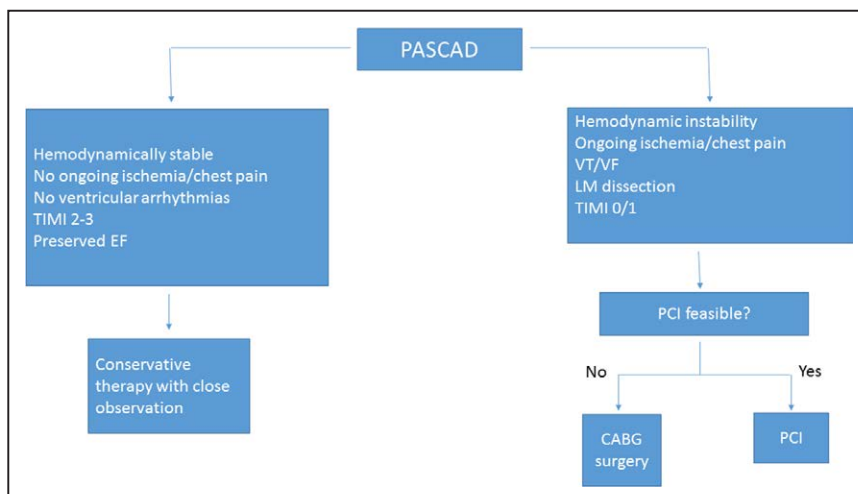 PASCAD
Hemodynamically stable
No ongoing ischemia/chest pain
No ventricular arrhythmias
TIMI 2-3
Preserved EF
Hemodynamic instability
Ongoing ischemia/chest pain
VT/VF
LM dissection
TIMI 0/1
Conservative
therapy with close
observation
PCI feasible?
No
Yes
CABG
surgery
PCI